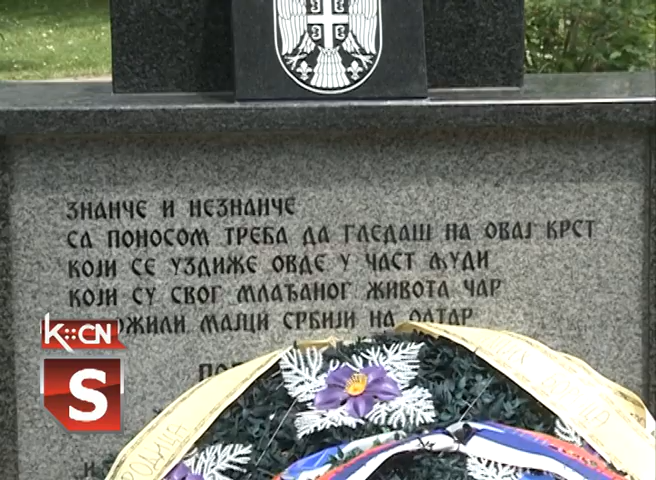 ЗНАНЧЕ И НЕЗНАНЧЕ
СА ПОНОСОМ ТРЕБА ДА ГЛЕДАШ НА ОВАЈ КРСТ
КОЈИ СЕ УЗДИЖЕ ОВДЕ У ЧАСТ ЉУДИ
КОЈИ СУ СВОГ МЛАЂАНОГ ЖИВОТА ЧАР
МАЈЦИ СРБИЈИ НА ОЛТАР
K::CN
S